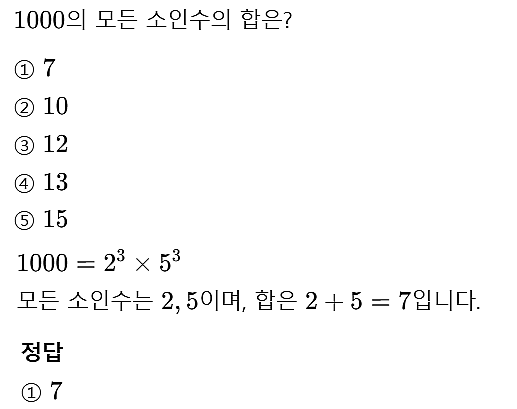 1000의 모든 소인수의 합은?
① 7
② 10
③ 12
④ 13
⑤ 15
1000 = 2³ × 5³
모든 소인수는 2, 5이며, 합은 2 + 5 = 7입니다.
정답
① 7